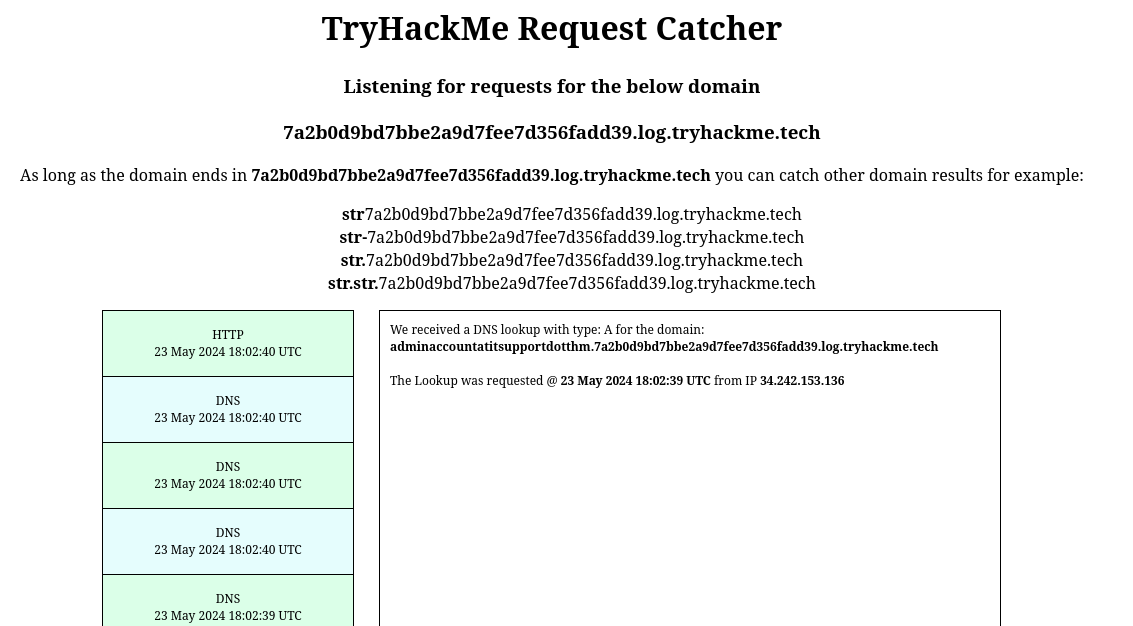 TryHackMe Request Catcher
Listening for requests for the below domain
7a2b0d9bd7bbe2a9d7fee7d356fadd39.log.tryhackme.tech
As long as the domain ends in 7a2b0d9bd7bbe2a9d7fee7d356fadd39.log.tryhackme.tech you can catch other domain results for example:
str7a2b0d9bd7bbe2a9d7fee7d356fadd39.log.tryhackme.tech
str-7a2b0d9bd7bbe2a9d7fee7d356fadd39.log.tryhackme.tech
str.7a2b0d9bd7bbe2a9d7fee7d356fadd39.log.tryhackme.tech
str.str.7a2b0d9bd7bbe2a9d7fee7d356fadd39.log.tryhackme.tech
HTTP
23 May 2024 18:02:40 UTC
DNS
23 May 2024 18:02:40 UTC
DNS
23 May 2024 18:02:40 UTC
DNS
23 May 2024 18:02:40 UTC
DNS
23 May 2024 18:02:39 UTC
We received a DNS lookup with type: A for the domain:
adminaccountatitsupportdotthm.7a2b0d9bd7bbe2a9d7fee7d356fadd39.log.tryhackme.tech
The Lookup was requested @ 23 May 2024 18:02:39 UTC from IP 34.242.153.136